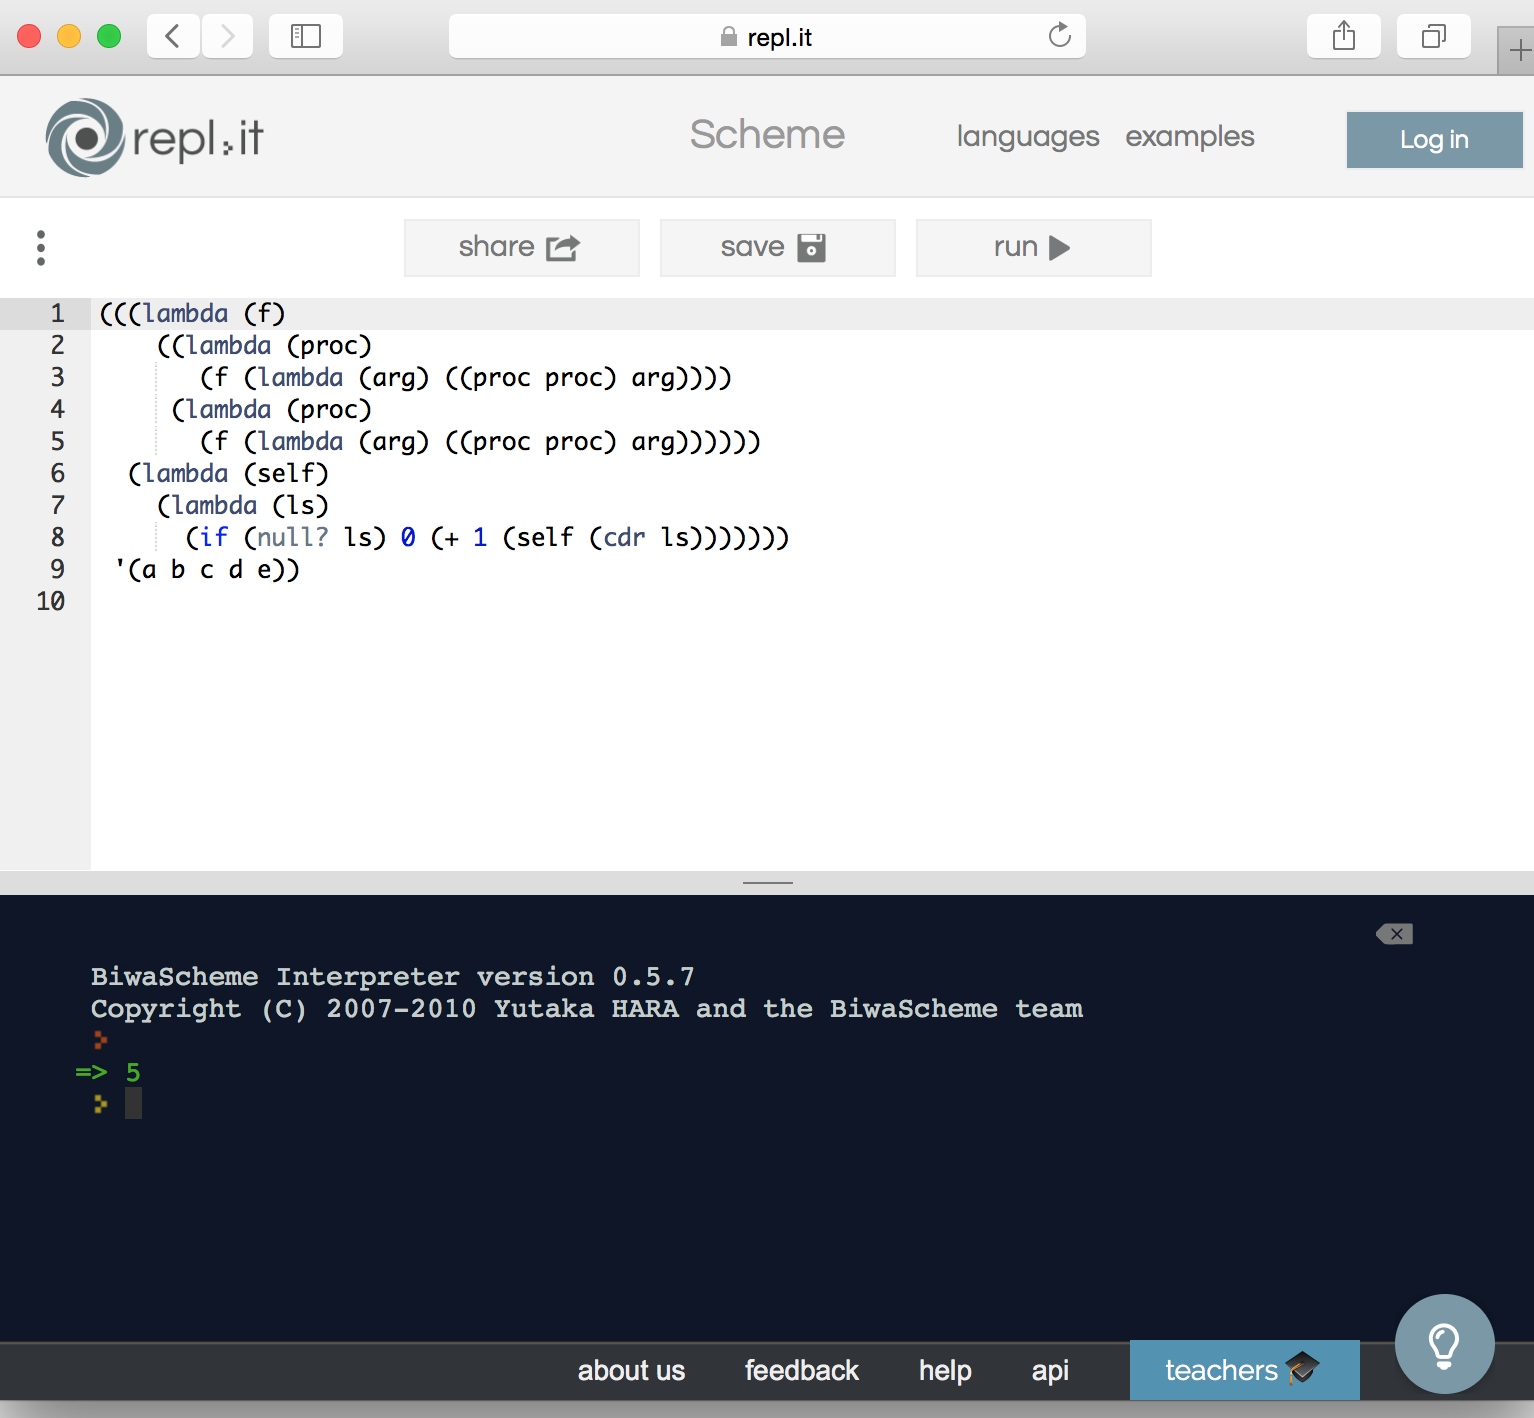 repl.it
repl.it
Scheme
languages examples
Log in
share
save
run
1 (((lambda (f)
2     ((lambda (proc)
3        (f (lambda (arg) ((proc proc) arg))))
4      (lambda (proc)
5        (f (lambda (arg) ((proc proc) arg))))))
6   (lambda (self)
7     (lambda (ls)
8       (if (null? ls) 0 (+ 1 (self (cdr ls)))))))
9  '(a b c d e))
10
BiwaScheme Interpreter version 0.5.7
Copyright (C) 2007-2010 Yutaka HARA and the BiwaScheme team
>
=> 5
>
about us feedback help api teachers